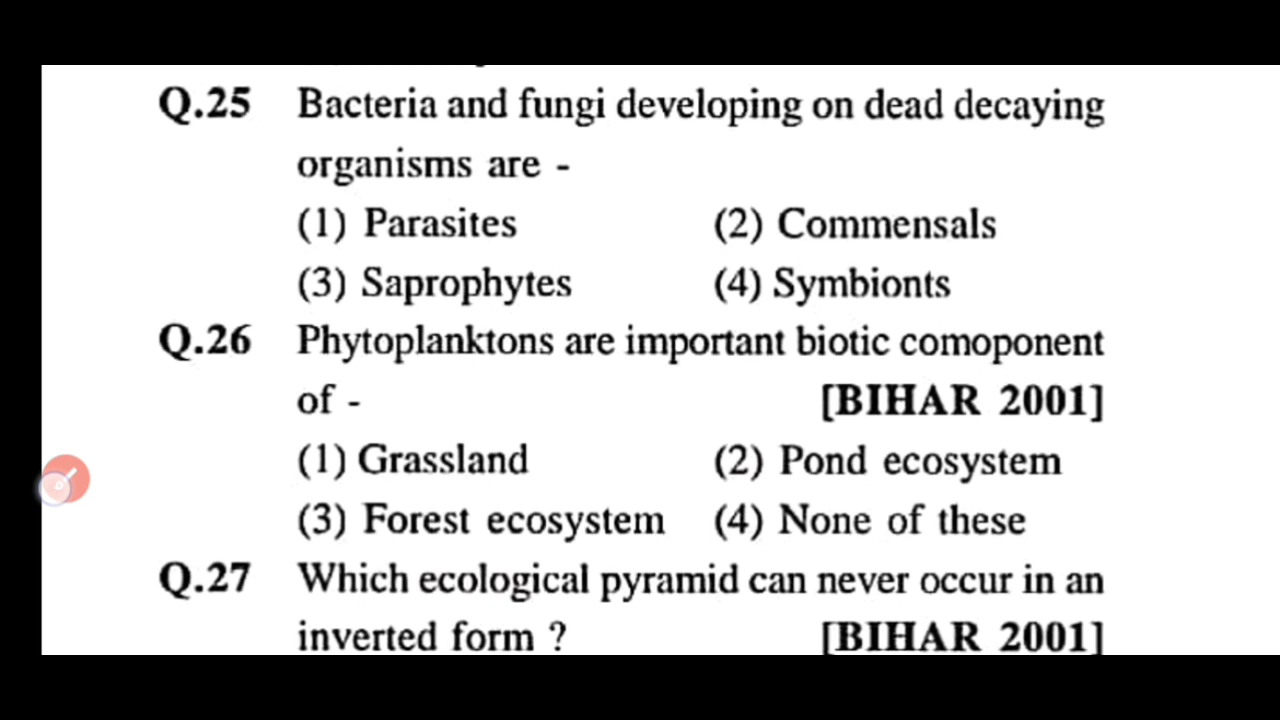 Q.25 Bacteria and fungi developing on dead decaying
organisms are -
(1) Parasites (2) Commensals
(3) Saprophytes (4) Symbionts
Q.26 Phytoplanktons are important biotic comoponent
of - [BIHAR 2001]
(1) Grassland (2) Pond ecosystem
(3) Forest ecosystem (4) None of these
Q.27 Which ecological pyramid can never occur in an
inverted form ? [BIHAR 2001]